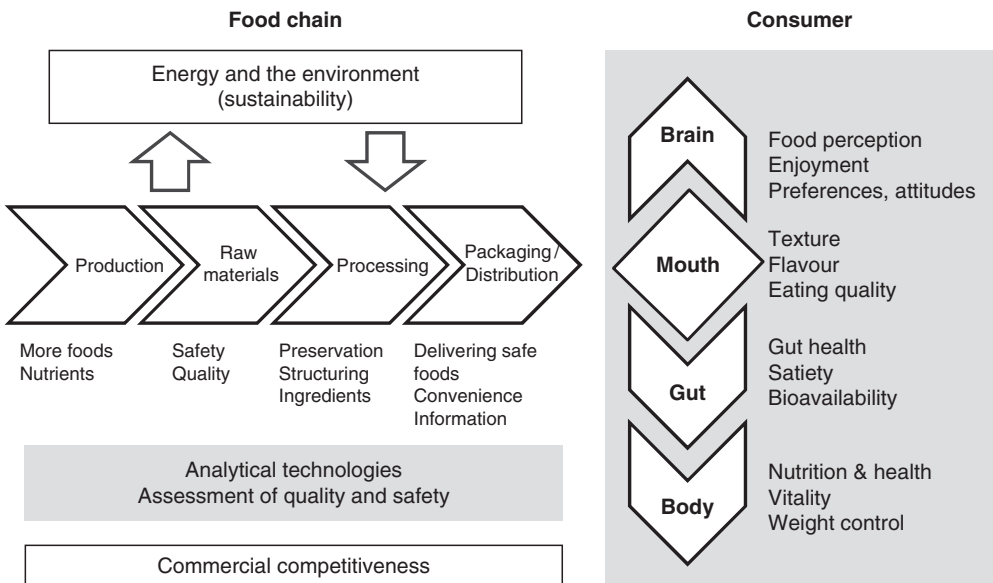 Food chain
Energy and the environment
(sustainability)
Production
Raw
materials
Processing
Packaging/
Distribution
More foods
Nutrients
Safety
Quality
Preservation
Structuring
Ingredients
Delivering safe
foods
Convenience
Information
Analytical technologies
Assessment of quality and safety
Commercial competitiveness
Consumer
Brain
Food perception
Enjoyment
Preferences, attitudes
Mouth
Texture
Flavour
Eating quality
Gut
Gut health
Satiety
Bioavailability
Body
Nutrition & health
Vitality
Weight control